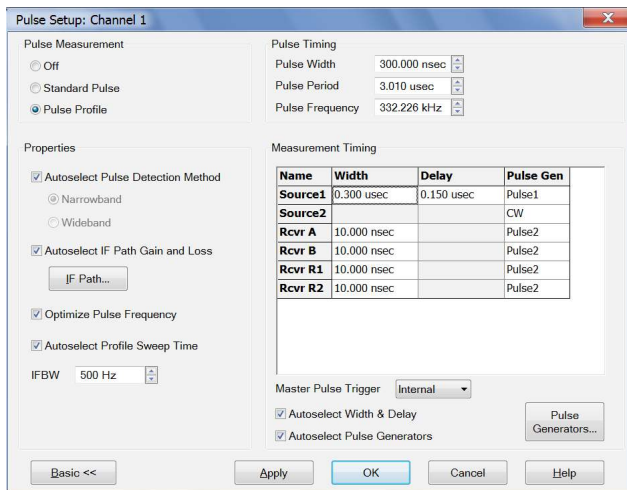 Pulse Setup: Channel 1
Pulse Measurement
Off
Standard Pulse
Pulse Profile
Pulse Timing
Pulse Width 300.000 nsec
Pulse Period 3.010 usec
Pulse Frequency 332.226 kHz
Properties
Autoselect Pulse Detection Method
Narrowband
Wideband
Autoselect IF Path Gain and Loss
IF Path...
Optimize Pulse Frequency
Autoselect Profile Sweep Time
IFBW 500 Hz
Measurement Timing
Name Width Delay Pulse Gen
Source1 0.300 usec 0.150 usec Pulse1
Source2 CW
Rcvr A 10.000 nsec Pulse2
Rcvr B 10.000 nsec Pulse2
Rcvr R1 10.000 nsec Pulse2
Rcvr R2 10.000 nsec Pulse2
Master Pulse Trigger Internal
Autoselect Width & Delay
Autoselect Pulse Generators
Pulse
Generators...
Basic << Apply OK Cancel Help